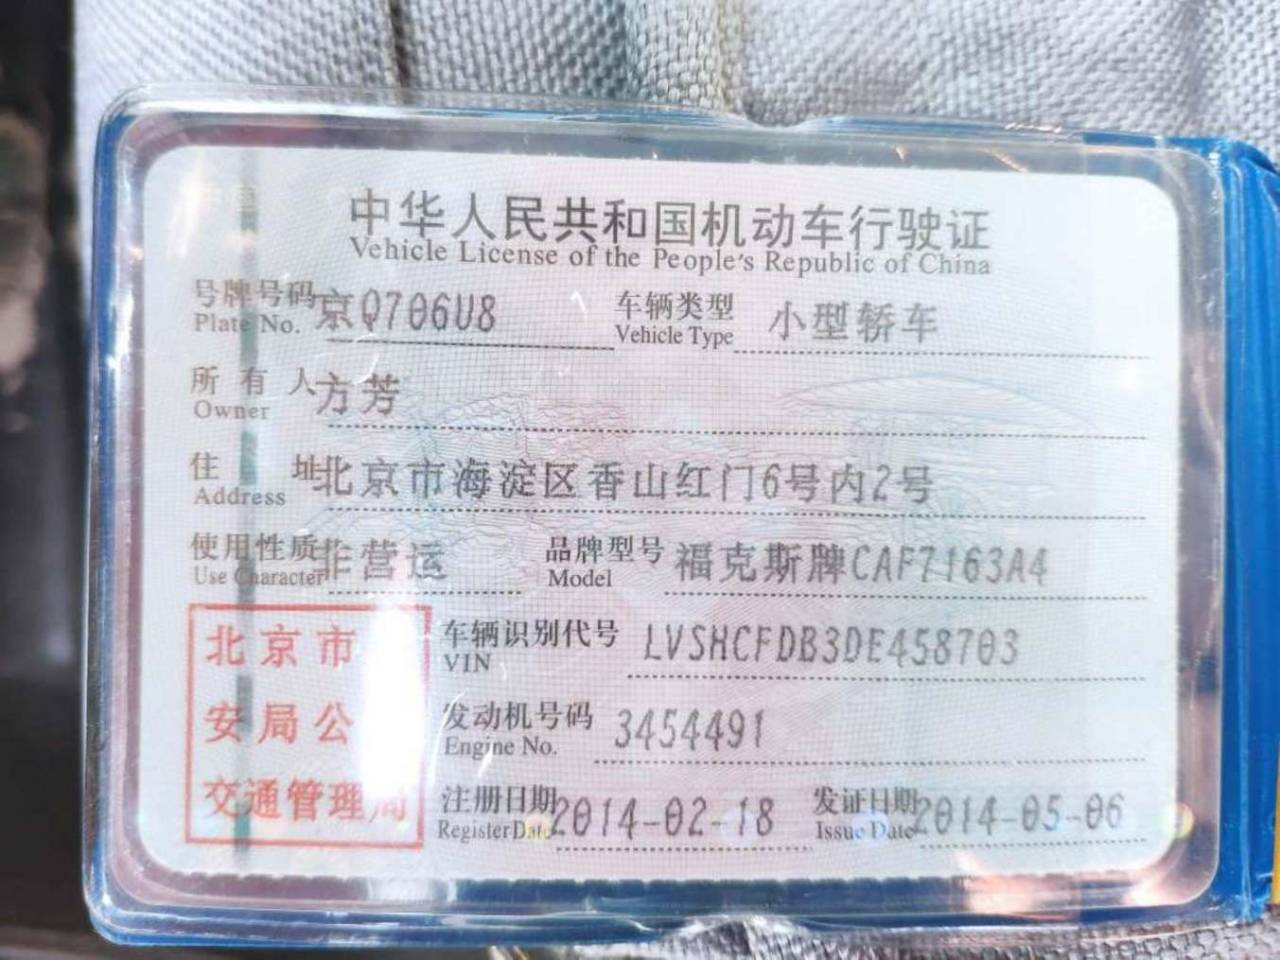 中华人民共和国机动车行驶证
Vehicle License of the People's Republic of China
号牌号码 京Q706U8 车辆类型 小型轿车
Plate No. Vehicle Type
所有人 方芳
Owner
住址 北京市海淀区香山红门6号内2号
Address
使用性质 非营运 品牌型号 福克斯牌CAF7163A4
Use Character Model
北京市 车辆识别代号 LVSHCFDB3DE458703
VIN
安局公 发动机号码 3454491
Engine No.
交通管理局 注册日期 2014-02-18 发证日期 2014-05-06
Register Date Issue Date